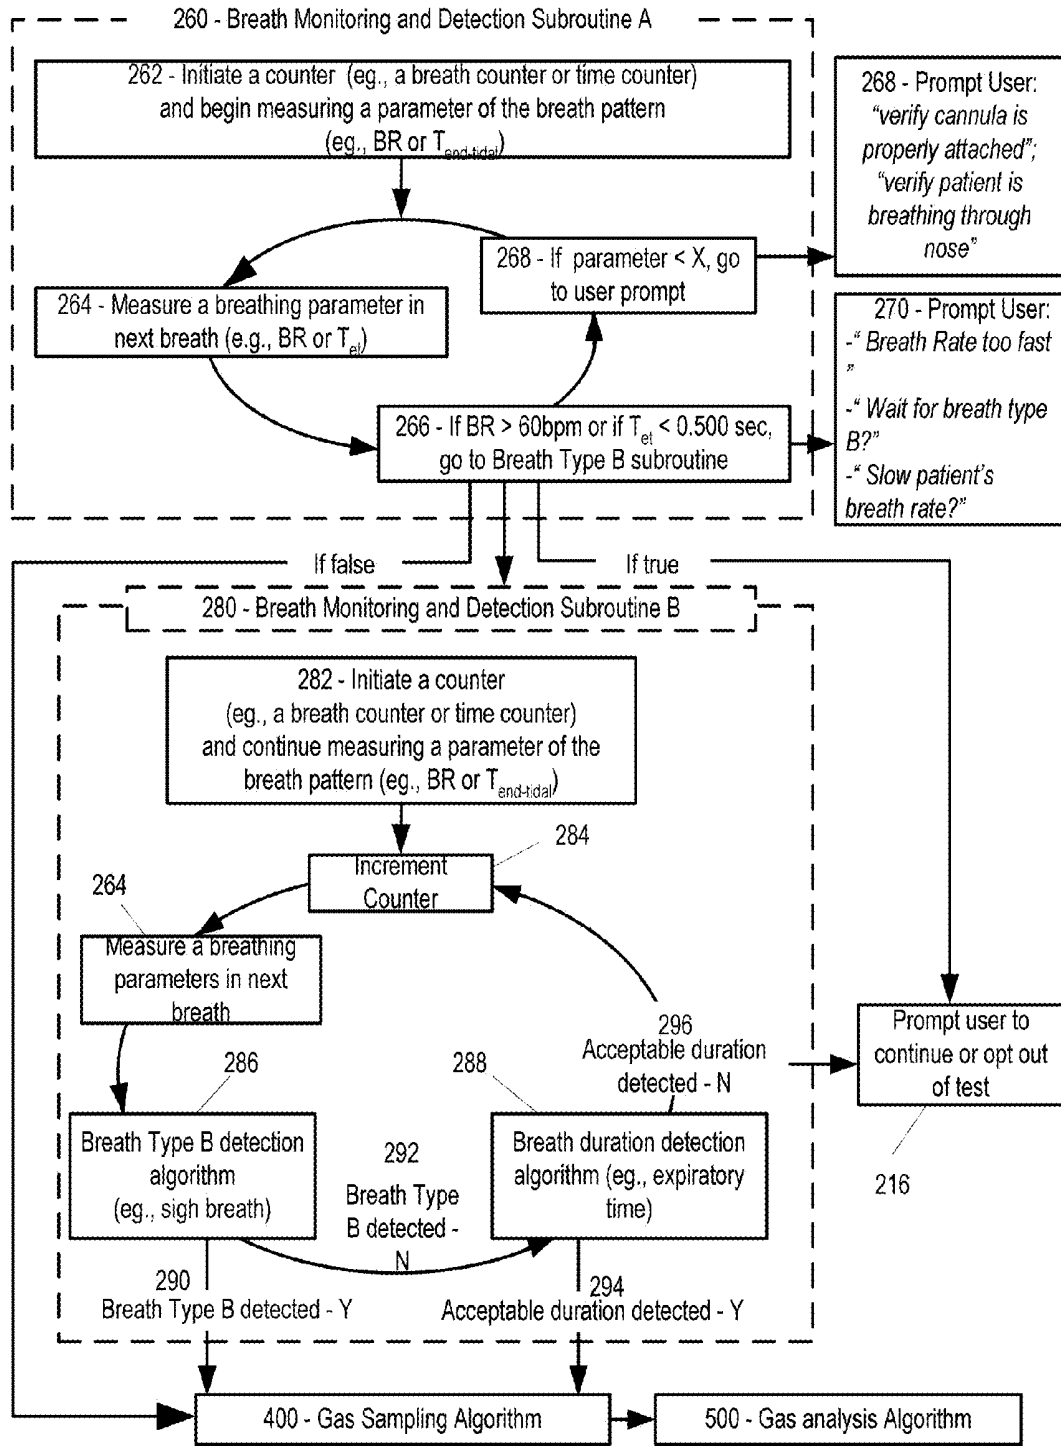 260 - Breath Monitoring and Detection Subroutine A
262 - Initiate a counter (eg., a breath counter or time counter)
and begin measuring a parameter of the breath pattern
(eg., BR or Tend-tidal)
268 - Prompt User:
“verify cannula is
properly attached”;
“verify patient is
breathing through
nose”
268 - If parameter < X, go
to user prompt
264 - Measure a breathing parameter in
next breath (e.g., BR or Tet)
270 - Prompt User:
-“ Breath Rate too fast
”
-“ Wait for breath type
B?”
-“ Slow patient’s
breath rate?”
266 - If BR > 60bpm or if Tet < 0.500 sec,
go to Breath Type B subroutine
If false
If true
280 - Breath Monitoring and Detection Subroutine B
282 - Initiate a counter
(eg., a breath counter or time counter)
and continue measuring a parameter of the
breath pattern (eg., BR or Tend-tidal)
284
Increment
Counter
264
Measure a breathing
parameters in next
breath
296
Acceptable duration
detected - N
Prompt user to
continue or opt out
of test
216
286
288
Breath Type B detection
algorithm
(eg., sigh breath)
292
Breath Type
B detected -
N
Breath duration detection
algorithm (eg., expiratory
time)
290
Breath Type B detected - Y
294
Acceptable duration detected - Y
400 - Gas Sampling Algorithm
500 - Gas analysis Algorithm